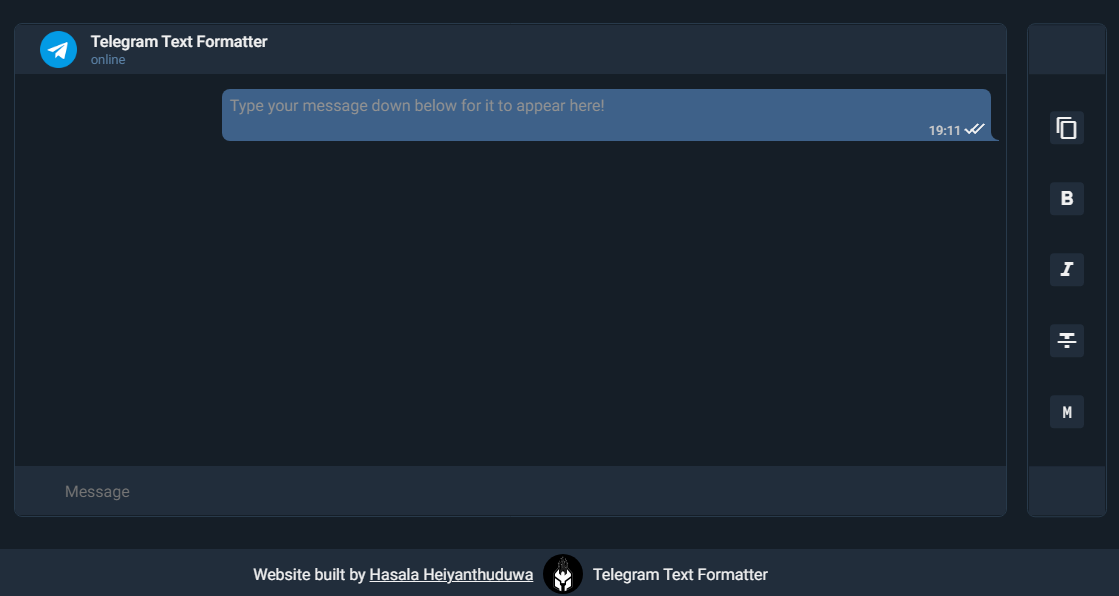 Telegram Text Formatter
online
Type your message down below for it to appear here!
19:11
B
I
M
Message
Website built by Hasala Heiyanthuduwa Telegram Text Formatter